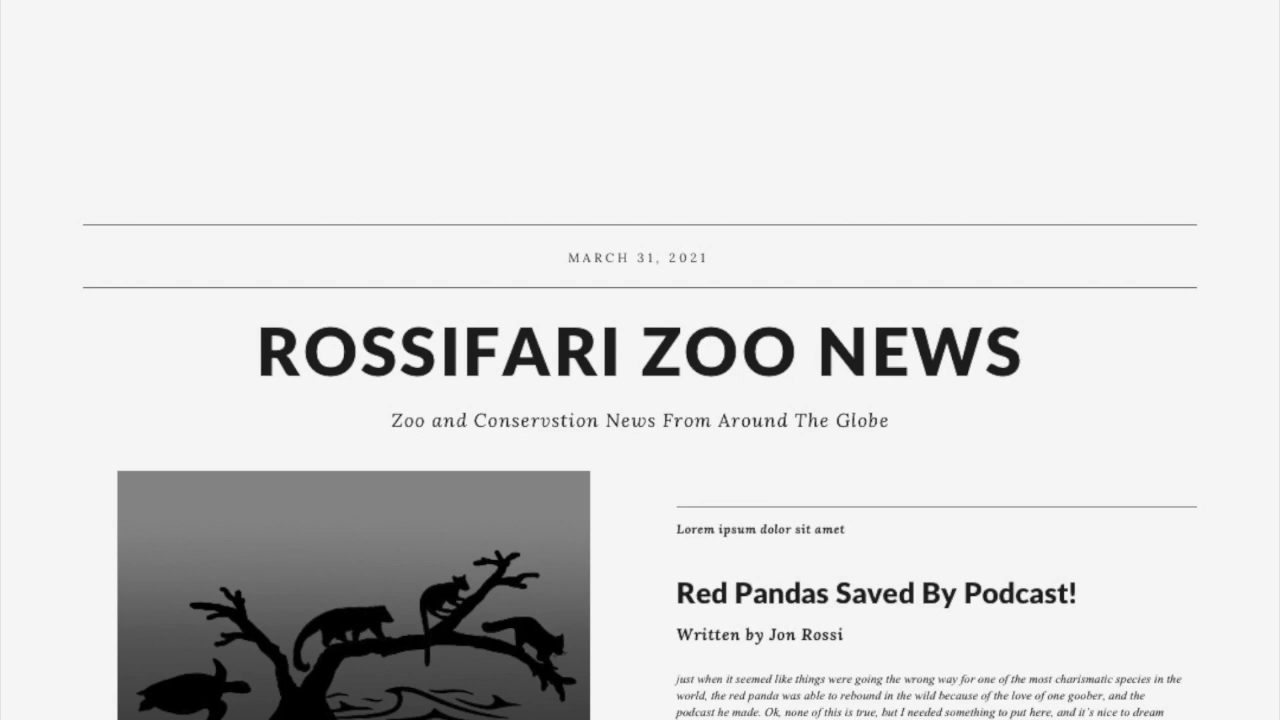 MARCH 31, 2021
ROSSIFARI ZOO NEWS
Zoo and Conservstion News From Around The Globe
Lorem ipsum dolor sit amet
Red Pandas Saved By Podcast!
Written by Jon Rossi
just when it seemed like things were going the wrong way for one of the most charismatic species in the
world, the red panda was able to rebound in the wild because of the love of one goober, and the
podcast he made. Ok, none of this is true, but I needed something to put here, and it's nice to dream